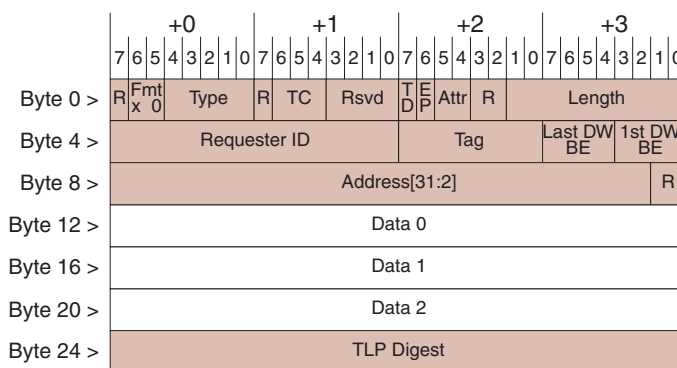 +0 +1 +2 +3
7 6 5 4 3 2 1 0 7 6 5 4 3 2 1 0 7 6 5 4 3 2 1 0 7 6 5 4 3 2 1 0
Byte 0 > R Fmt x 0 Type R TC Rsvd T D E P Attr R Length
Byte 4 > Requester ID Tag Last DW BE 1st DW BE
Byte 8 > Address[31:2] R
Byte 12 > Data 0
Byte 16 > Data 1
Byte 20 > Data 2
Byte 24 > TLP Digest